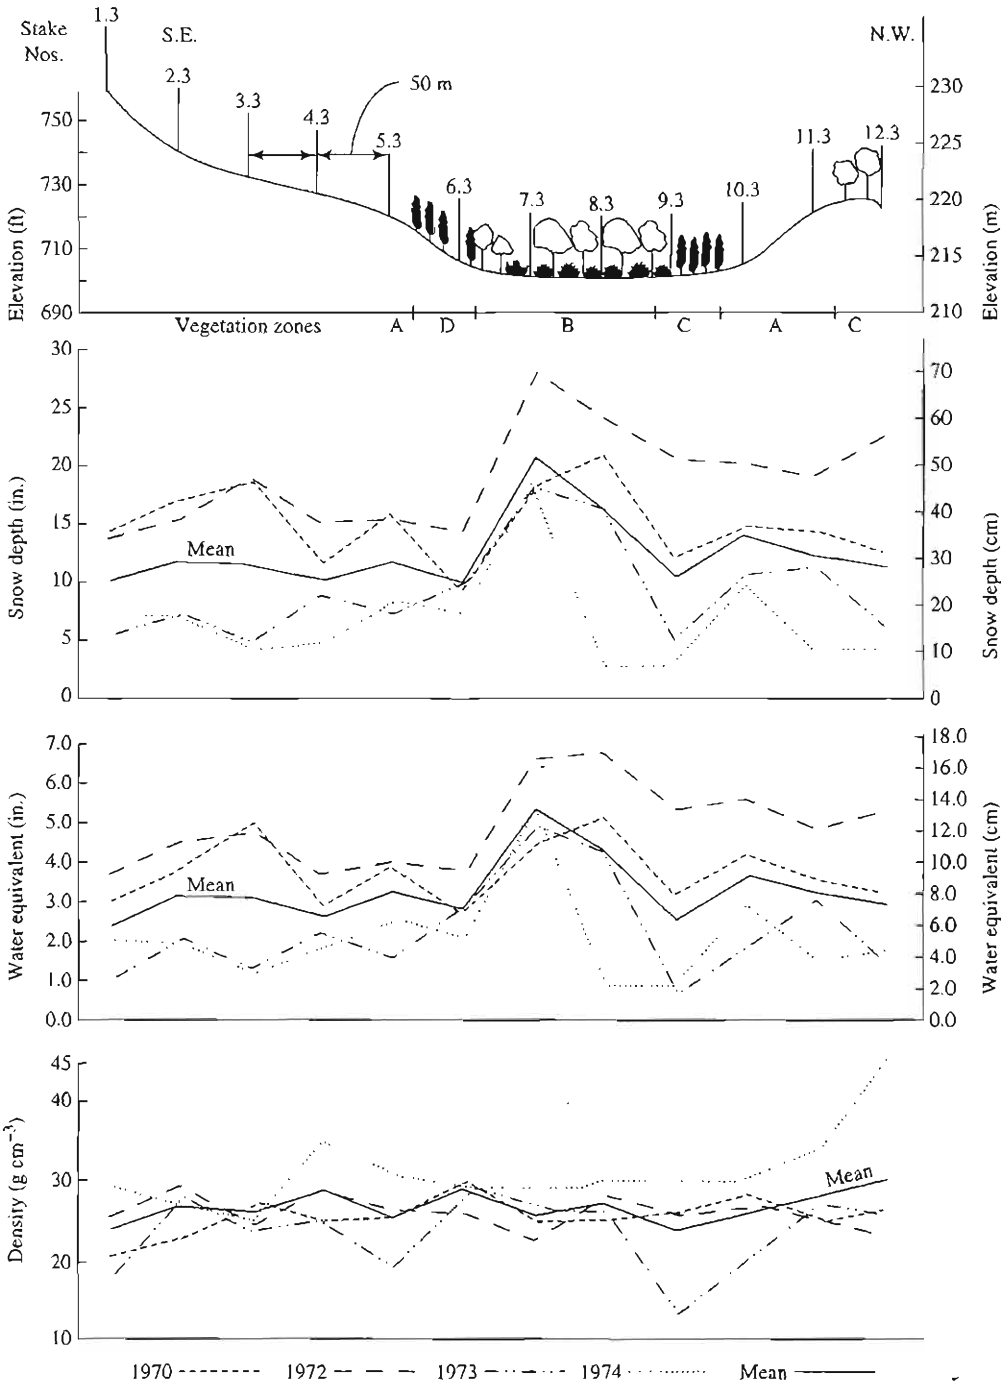 Stake
Nos.
1.3
S.E.
N.W.
2.3
3.3
50 m
4.3
5.3
6.3
7.3
8.3
9.3
10.3
11.3
12.3
750
730
710
690
Elevation (ft)
230
225
220
215
210
Elevation (m)
Vegetation zones
A
D
B
C
A
C
30
25
20
15
10
5
0
Snow depth (in.)
Mean
70
60
50
40
30
20
10
0
Snow depth (cm)
7.0
6.0
5.0
4.0
3.0
2.0
1.0
0.0
Water equivalent (in.)
Mean
18.0
16.0
14.0
12.0
10.0
8.0
6.0
4.0
2.0
0.0
Water equivalent (cm)
45
40
30
20
10
Density (g cm⁻³)
Mean
1970 1972 1973 1974 Mean